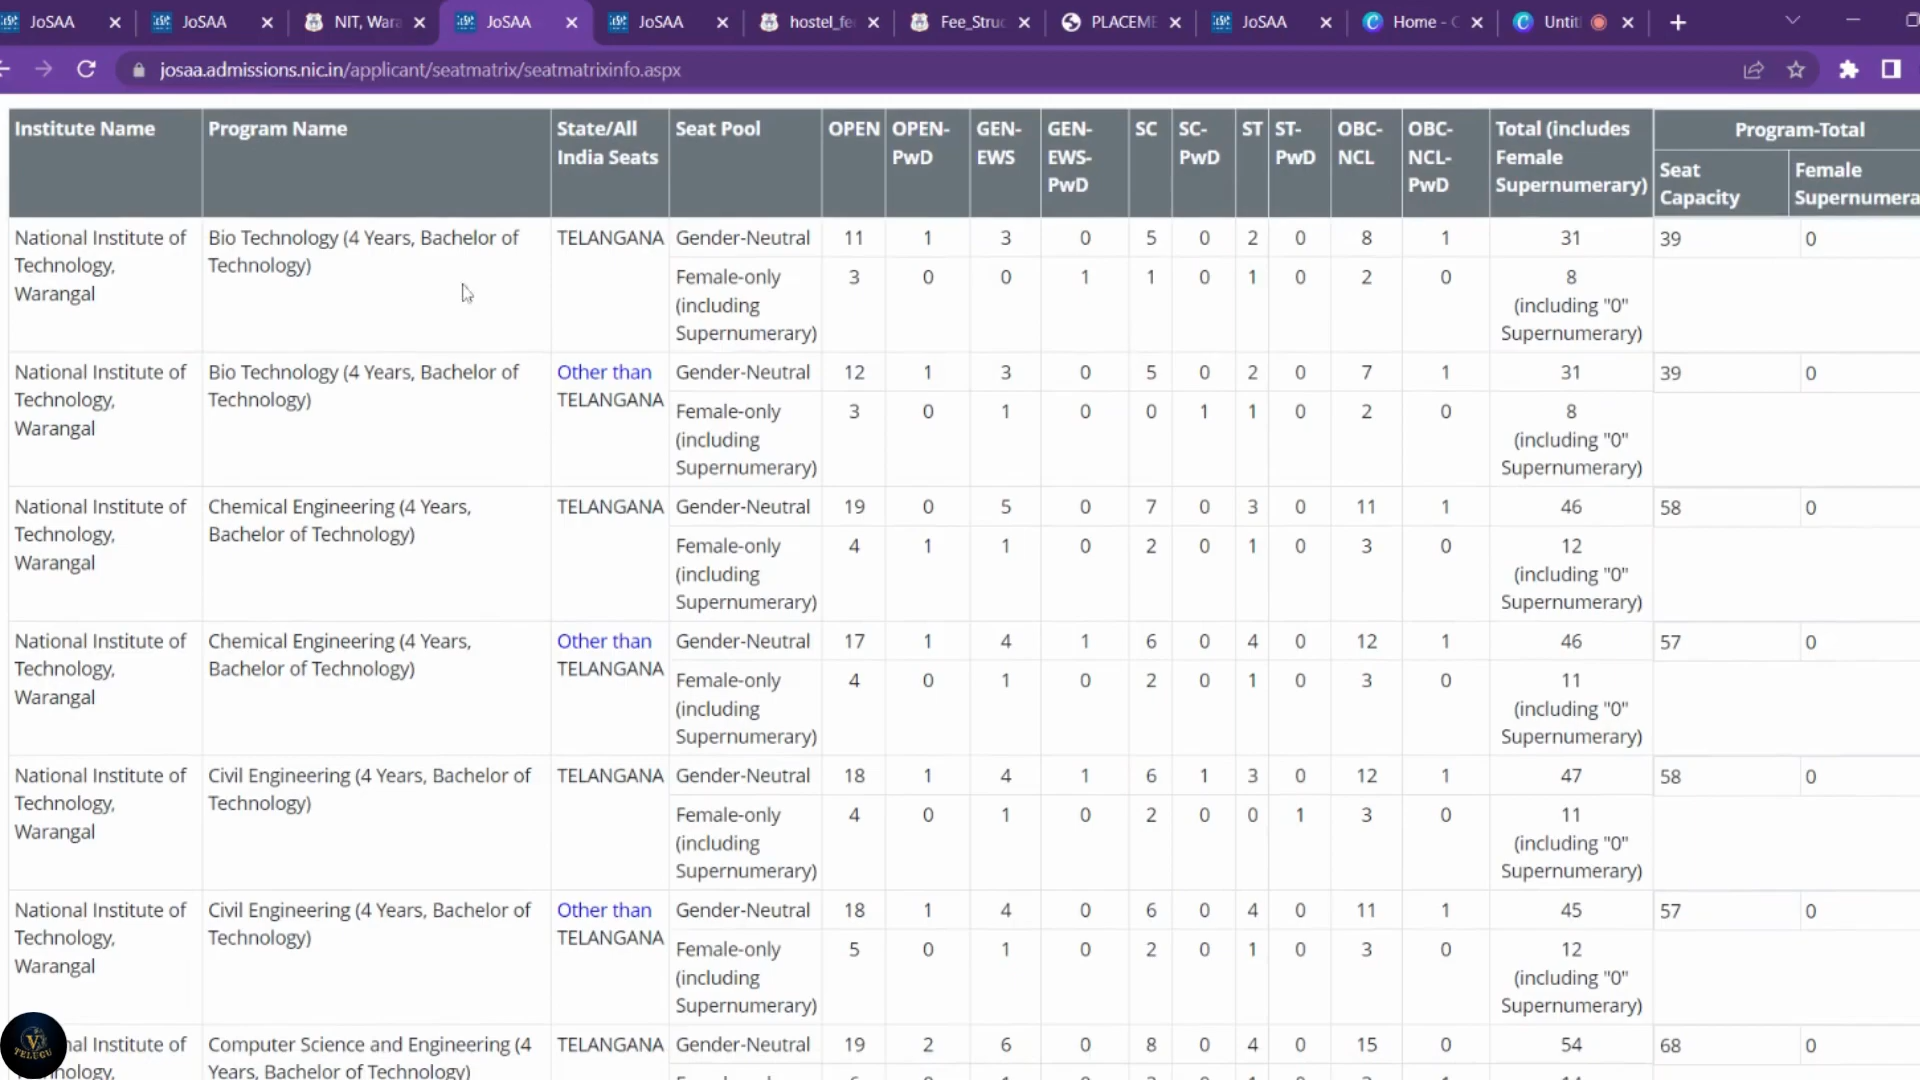 JoSAA JoSAA NIT, Wara JoSAA JoSAA hostel_fe Fee_Struc PLACEME JoSAA Home - C Untit
josaa.admissions.nic.in/applicant/seatmatrix/seatmatrixinfo.aspx
Institute Name Program Name State/All India Seats Seat Pool OPEN OPEN-PwD GEN-EWS GEN-EWS-PwD SC SC-PwD ST ST-PwD OBC-NCL OBC-NCL-PwD Total (includes Female Supernumerary) Program-Total
Seat Capacity Female Supernumera
National Institute of Technology, Warangal Bio Technology (4 Years, Bachelor of Technology) TELANGANA Gender-Neutral 11 1 3 0 5 0 2 0 8 1 31 39 0
Female-only (including Supernumerary) 3 0 0 1 1 0 1 0 2 0 8 (including "0" Supernumerary)
National Institute of Technology, Warangal Bio Technology (4 Years, Bachelor of Technology) Other than TELANGANA Gender-Neutral 12 1 3 0 5 0 2 0 7 1 31 39 0
Female-only (including Supernumerary) 3 0 1 0 0 1 1 0 2 0 8 (including "0" Supernumerary)
National Institute of Technology, Warangal Chemical Engineering (4 Years, Bachelor of Technology) TELANGANA Gender-Neutral 19 0 5 0 7 0 3 0 11 1 46 58 0
Female-only (including Supernumerary) 4 1 1 0 2 0 1 0 3 0 12 (including "0" Supernumerary)
National Institute of Technology, Warangal Chemical Engineering (4 Years, Bachelor of Technology) Other than TELANGANA Gender-Neutral 17 1 4 1 6 0 4 0 12 1 46 57 0
Female-only (including Supernumerary) 4 0 1 0 2 0 1 0 3 0 11 (including "0" Supernumerary)
National Institute of Technology, Warangal Civil Engineering (4 Years, Bachelor of Technology) TELANGANA Gender-Neutral 18 1 4 1 6 1 3 0 12 1 47 58 0
Female-only (including Supernumerary) 4 0 1 0 2 0 0 1 3 0 11 (including "0" Supernumerary)
National Institute of Technology, Warangal Civil Engineering (4 Years, Bachelor of Technology) Other than TELANGANA Gender-Neutral 18 1 4 0 6 0 4 0 11 1 45 57 0
Female-only (including Supernumerary) 5 0 1 0 2 0 1 0 3 0 12 (including "0" Supernumerary)
nal Institute of Computer Science and Engineering (4 Years, Bachelor of Technology) TELANGANA Gender-Neutral 19 2 6 0 8 0 4 0 15 0 54 68 0
V TELUGU